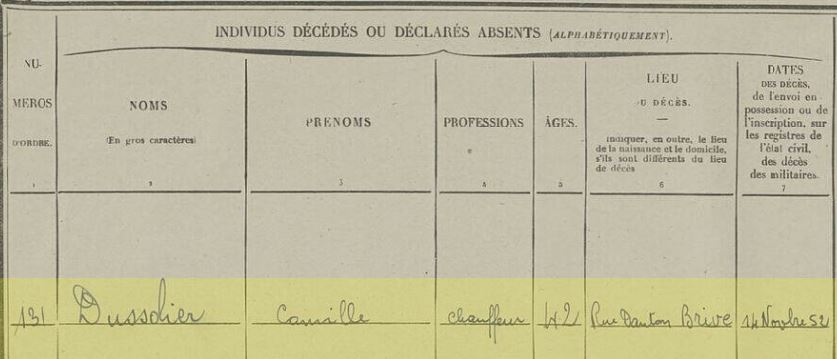 INDIVIDUS DÉCÉDÉS OU DÉCLARÉS ABSENTS (ALPHABÉTIQUEMENT).
NU-
MEROS
D'ORDRE.
1
NOMS
(En gros caractères)
2
PRENOMS
3
PROFESSIONS
4
ÂGES.
5
LIEU
DU DÉCÈS.
—
indiquer, en outre, le lieu
de la naissance et le domicile,
s'ils sont différents du lieu
de décès
6
DATES
DES DÉCÈS,
de l'envoi en
possession ou de
l'inscription, sur
les registres de
l'état civil,
des décès
des militaires.
7
131 Dussolier Camille chauffeur 42 Rue Danton Brive 14 Novbre 52